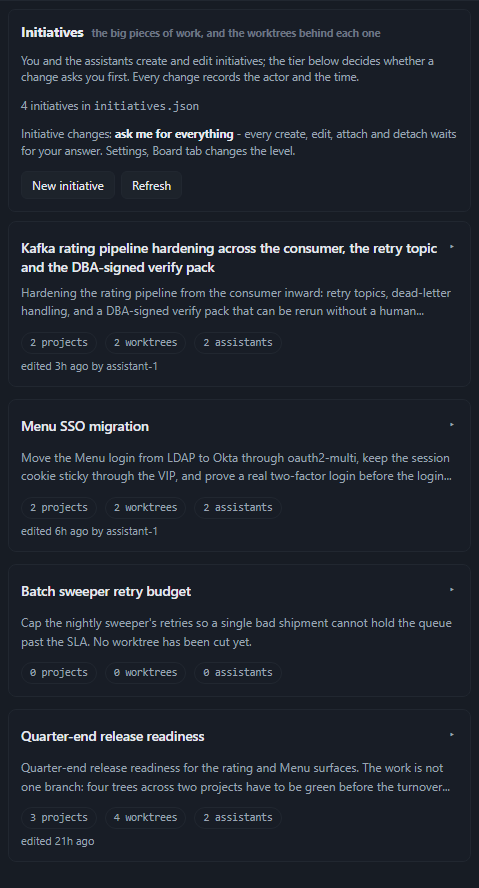 Initiatives the big pieces of work, and the worktrees behind each one
You and the assistants create and edit initiatives; the tier below decides whether a
change asks you first. Every change records the actor and the time.
4 initiatives in initiatives.json
Initiative changes: ask me for everything - every create, edit, attach and detach waits
for your answer. Settings, Board tab changes the level.
New initiative Refresh
Kafka rating pipeline hardening across the consumer, the retry topic
and the DBA-signed verify pack
Hardening the rating pipeline from the consumer inward: retry topics, dead-letter
handling, and a DBA-signed verify pack that can be rerun without a human...
2 projects 2 worktrees 2 assistants
edited 3h ago by assistant-1
Menu SSO migration
Move the Menu login from LDAP to Okta through oauth2-multi, keep the session
cookie sticky through the VIP, and prove a real two-factor login before the login...
2 projects 2 worktrees 2 assistants
edited 6h ago by assistant-1
Batch sweeper retry budget
Cap the nightly sweeper's retries so a single bad shipment cannot hold the queue
past the SLA. No worktree has been cut yet.
0 projects 0 worktrees 0 assistants
Quarter-end release readiness
Quarter-end release readiness for the rating and Menu surfaces. The work is not
one branch: four trees across two projects have to be green before the turnover...
3 projects 4 worktrees 2 assistants
edited 21h ago